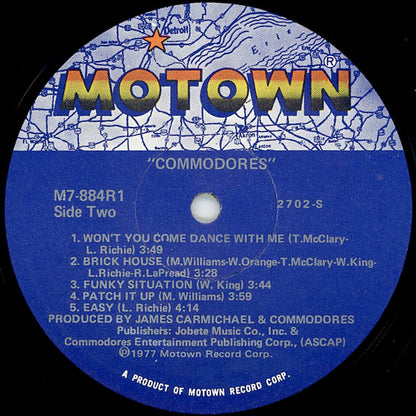 Detroit
Erie
Akron
MOTOWN®
"COMMODORES"
M7-884R1
Side Two
2702-S
1. WON'T YOU COME DANCE WITH ME (T.McClary-
L. Richie) 3:49
2. BRICK HOUSE (M.Williams-W.Orange-T.McClary-W. King-
L.Richie-R.LaPread) 3:28
3. FUNKY SITUATION (W. King) 3:44
4. PATCH IT UP (M. Williams) 3:59
5. EASY (L. Richie) 4:14
PRODUCED BY JAMES CARMICHAEL & COMMODORES
Publishers: Jobete Music Co., Inc. &
Commodores Entertainment Publishing Corp., (ASCAP)
℗1977 Motown Record Corp.
A PRODUCT OF MOTOWN RECORD CORP.